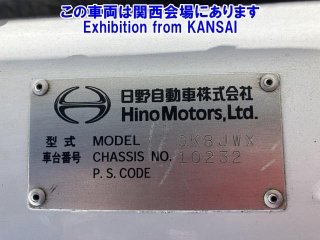 この車両は関西会場にあります
Exhibition from KANSAI
日野自動車株式会社
Hino Motors, Ltd.
型式 MODEL GK8JWX
車台番号 CHASSIS NO. 10232
P. S. CODE